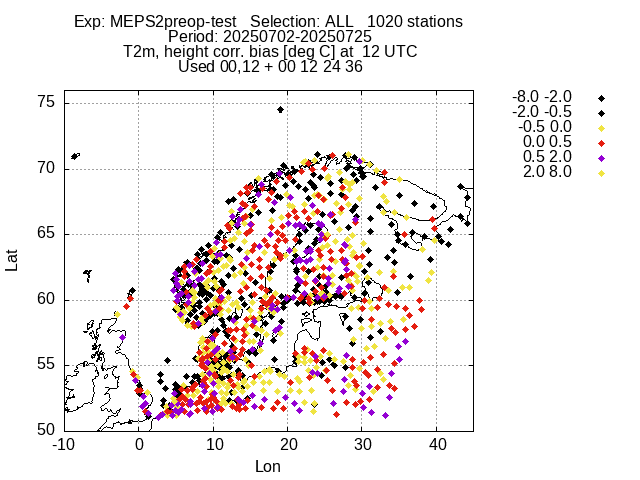 Exp: MEPS2preop-test   Selection: ALL   1020 stations
Period: 20250702-20250725
T2m, height corr. bias [deg C] at  12 UTC
Used 00,12 + 00 12 24 36
-8.0 -2.0
-2.0 -0.5
-0.5 0.0
0.0 0.5
0.5 2.0
2.0 8.0
75
70
65
60
55
50
Lat
-10 0 10 20 30 40
Lon